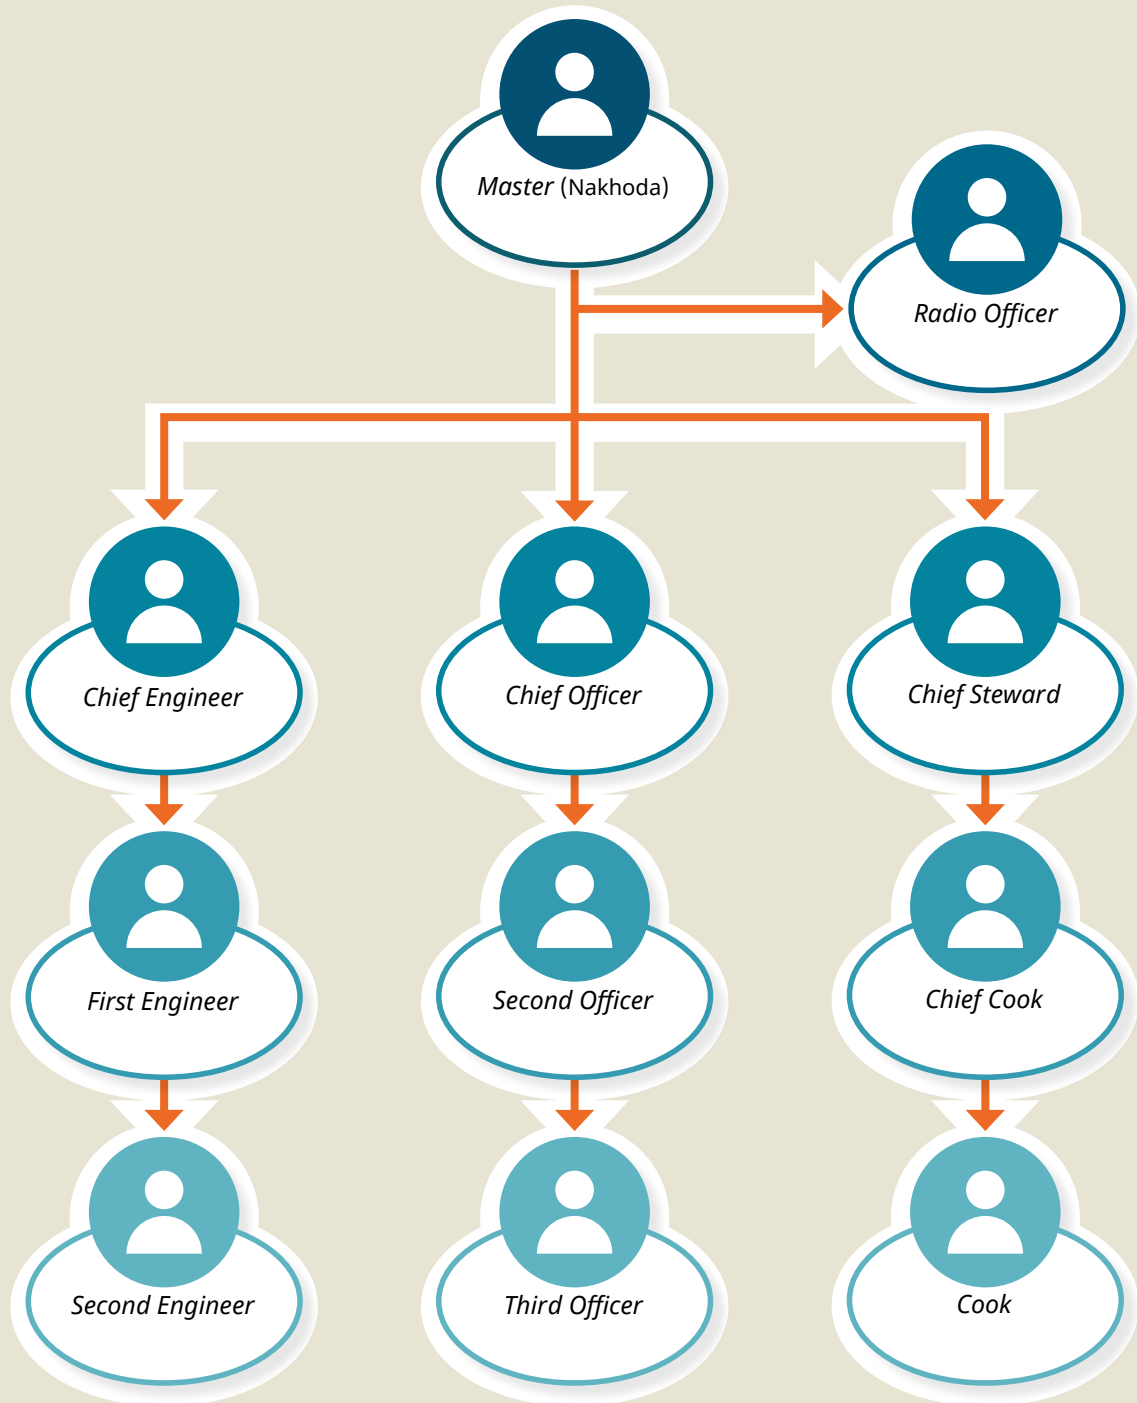 Master (Nakhoda)
Radio Officer
Chief Engineer
Chief Officer
Chief Steward
First Engineer
Second Officer
Chief Cook
Second Engineer
Third Officer
Cook